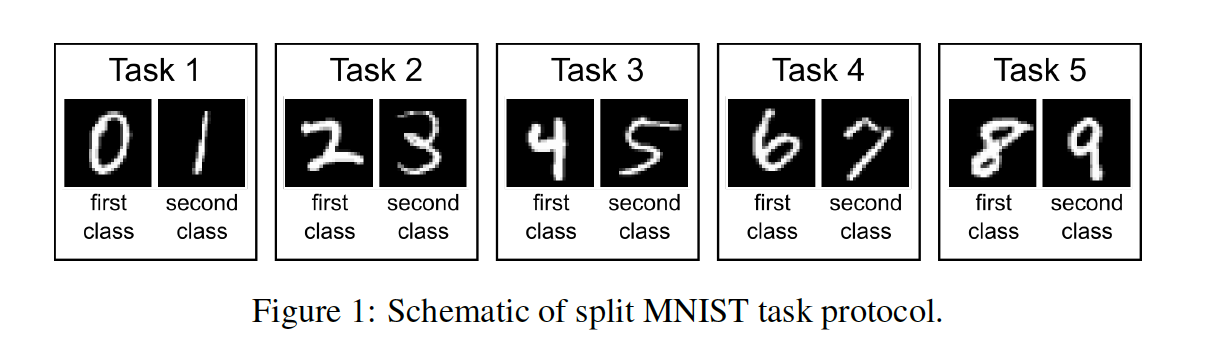 Task 1 Task 2 Task 3 Task 4 Task 5
0 1 2 3 4 5 6 7 8 9
first second first second first second first second first second
class class class class class class class class class class
Figure 1: Schematic of split MNIST task protocol.